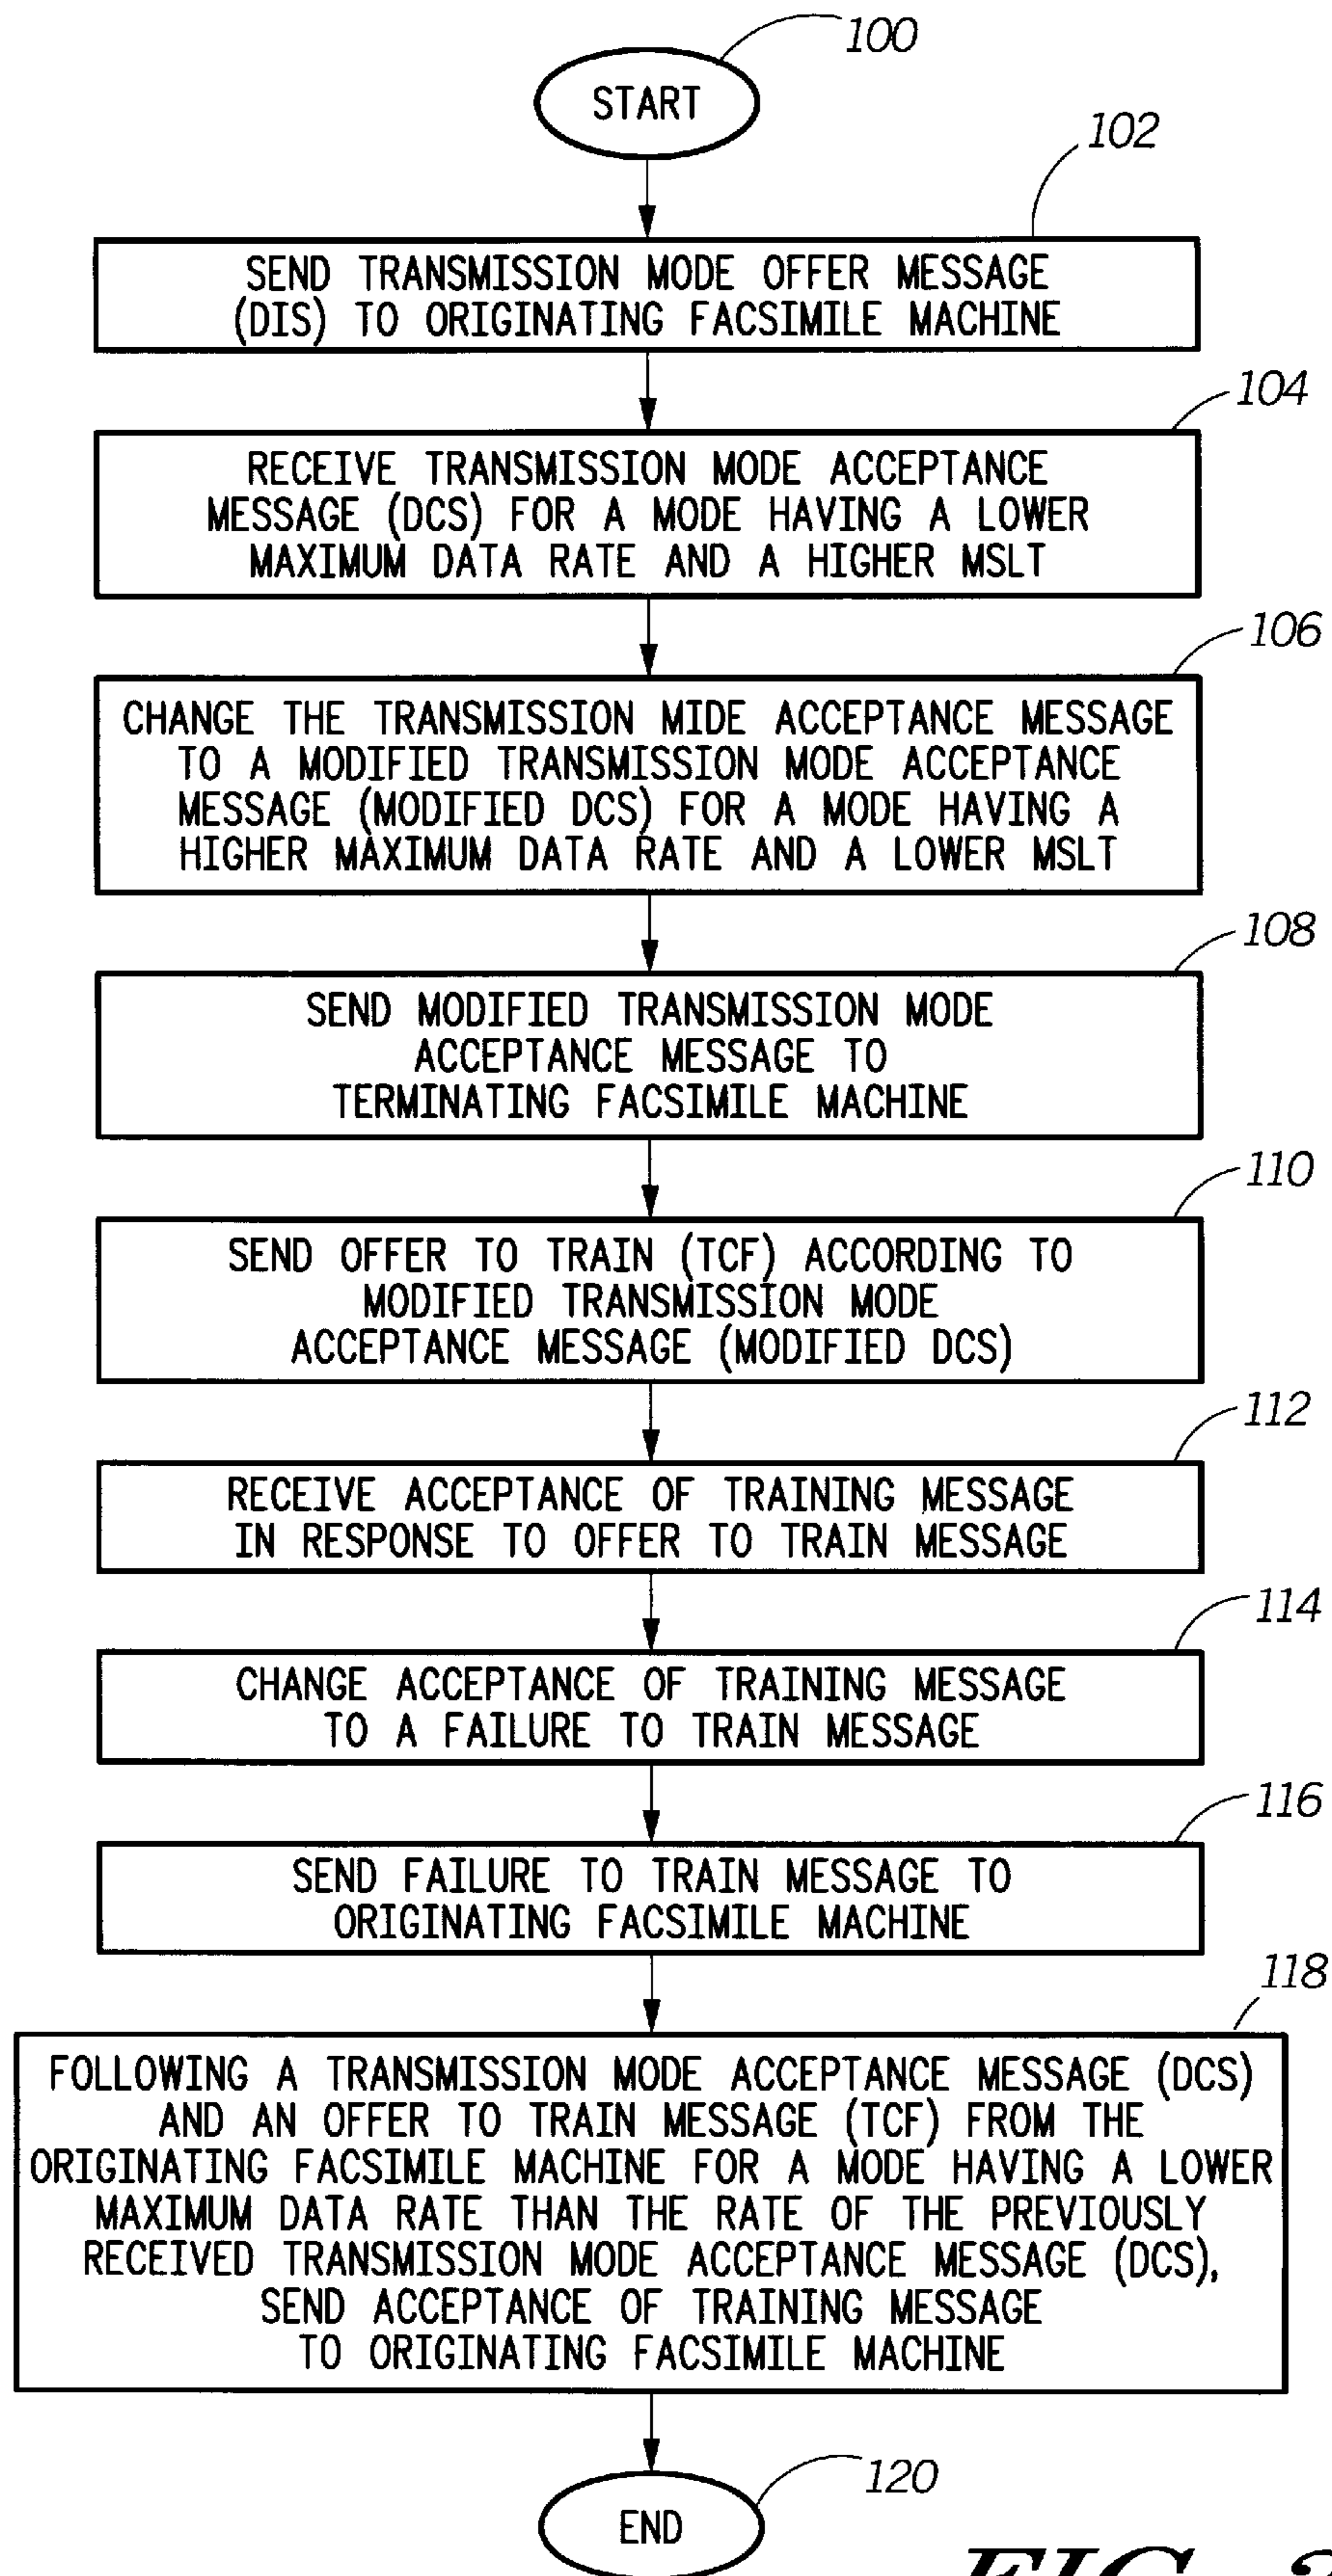 100
START
102
SEND TRANSMISSION MODE OFFER MESSAGE
(DIS) TO ORIGINATING FACSIMILE MACHINE
104
RECEIVE TRANSMISSION MODE ACCEPTANCE
MESSAGE (DCS) FOR A MODE HAVING A LOWER
MAXIMUM DATA RATE AND A HIGHER MSLT
106
CHANGE THE TRANSMISSION MIDE ACCEPTANCE MESSAGE
TO A MODIFIED TRANSMISSION MODE ACCEPTANCE
MESSAGE (MODIFIED DCS) FOR A MODE HAVING A
HIGHER MAXIMUM DATA RATE AND A LOWER MSLT
108
SEND MODIFIED TRANSMISSION MODE
ACCEPTANCE MESSAGE TO
TERMINATING FACSIMILE MACHINE
110
SEND OFFER TO TRAIN (TCF) ACCORDING TO
MODIFIED TRANSMISSION MODE
ACCEPTANCE MESSAGE (MODIFIED DCS)
112
RECEIVE ACCEPTANCE OF TRAINING MESSAGE
IN RESPONSE TO OFFER TO TRAIN MESSAGE
114
CHANGE ACCEPTANCE OF TRAINING MESSAGE
TO A FAILURE TO TRAIN MESSAGE
116
SEND FAILURE TO TRAIN MESSAGE TO
ORIGINATING FACSIMILE MACHINE
118
FOLLOWING A TRANSMISSION MODE ACCEPTANCE MESSAGE (DCS)
AND AN OFFER TO TRAIN MESSAGE (TCF) FROM THE
ORIGINATING FACSIMILE MACHINE FOR A MODE HAVING A LOWER
MAXIMUM DATA RATE THAN THE RATE OF THE PREVIOUSLY
RECEIVED TRANSMISSION MODE ACCEPTANCE MESSAGE (DCS),
SEND ACCEPTANCE OF TRAINING MESSAGE
TO ORIGINATING FACSIMILE MACHINE
120
END
FIG.